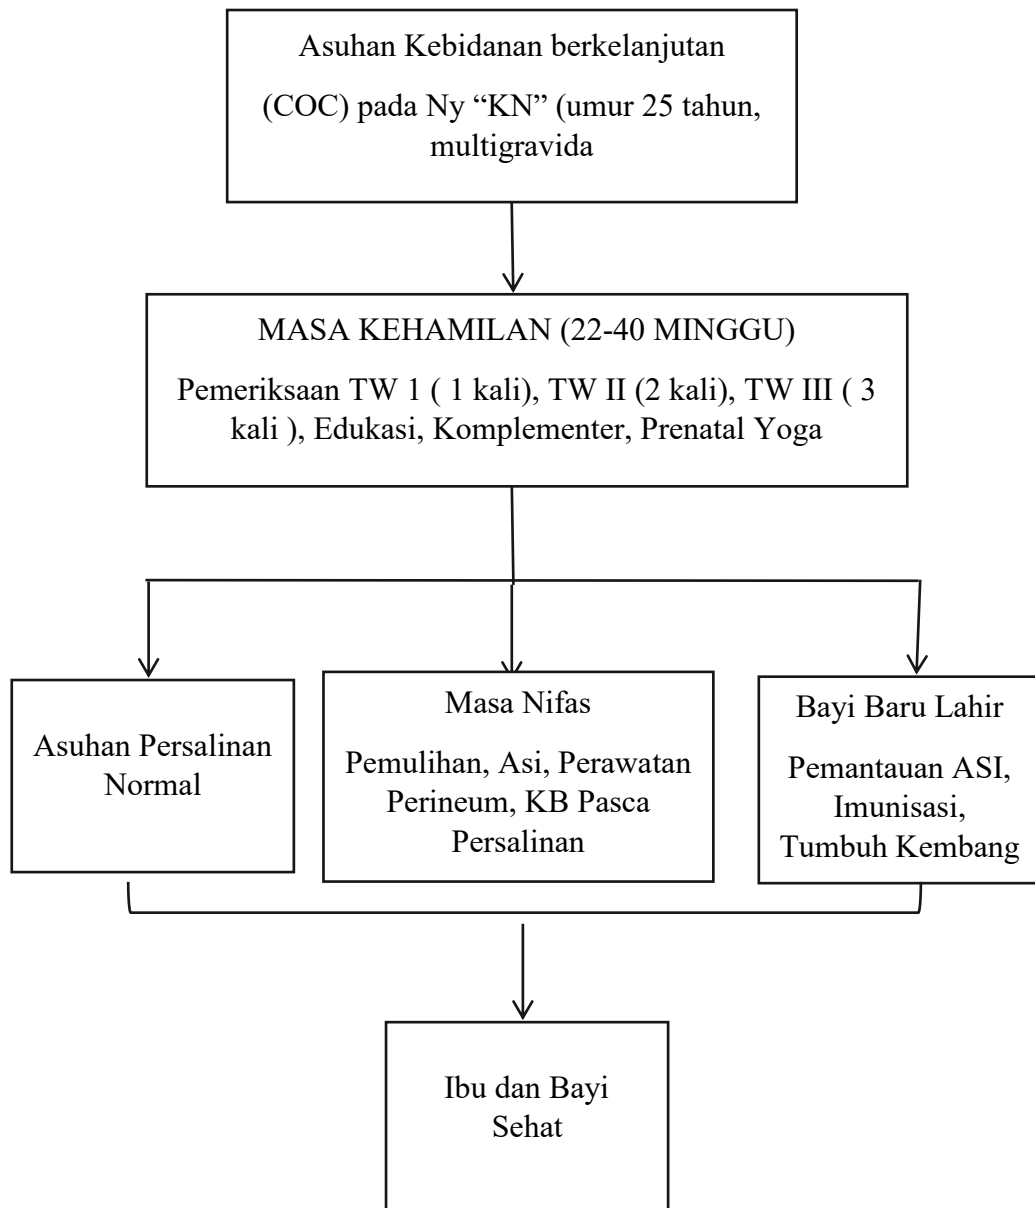 Asuhan Kebidanan berkelanjutan
(COC) pada Ny “KN” (umur 25 tahun,
multigravida
MASA KEHAMILAN (22-40 MINGGU)
Pemeriksaan TW 1 ( 1 kali), TW II (2 kali), TW III ( 3
kali ), Edukasi, Komplementer, Prenatal Yoga
Asuhan Persalinan
Normal
Masa Nifas
Pemulihan, Asi, Perawatan
Perineum, KB Pasca
Persalinan
Bayi Baru Lahir
Pemantauan ASI,
Imunisasi,
Tumbuh Kembang
Ibu dan Bayi
Sehat